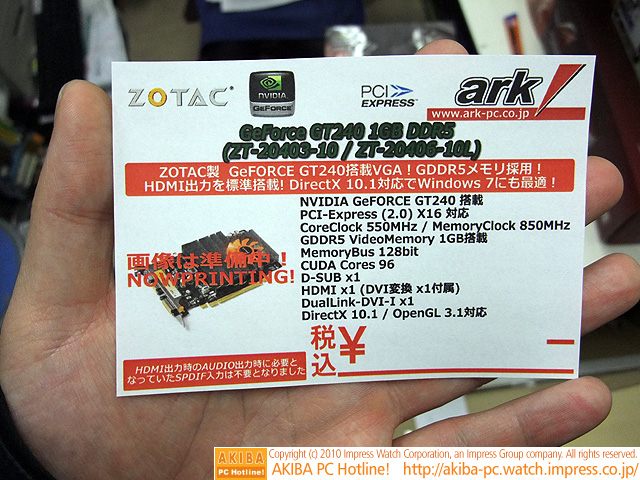 ZOTAC
NVIDIA
GEFORCE
PCI
EXPRESS
ark
www.ark-pc.co.jp
GeForce GT240 1GB DDR5
(ZT-20403-10 / ZT-20406-10L)
ZOTAC製 GeFORCE GT240搭載VGA！GDDR5メモリ採用！
HDMI出力を標準搭載! DirectX 10.1対応でWindows 7にも最適！
画像は準備中！
NOWPRINTING!
NVIDIA GeFORCE GT240 搭載
PCI-Express (2.0) X16 対応
CoreClock 550MHz / MemoryClock 850MHz
GDDR5 VideoMemory 1GB搭載
MemoryBus 128bit
CUDA Cores 96
D-SUB x1
HDMI x1 (DVI変換 x1付属)
DualLink-DVI-I x1
DirectX 10.1 / OpenGL 3.1対応
税込 ¥
HDMI出力時のAUDIO出力時に必要と
なっていたSPDIF入力は不要となりました
AKIBA
PC Hotline!
Copyright (c) 2010 Impress Watch Corporation, an Impress Group company. All rights reserved.
AKIBA PC Hotline! http://akiba-pc.watch.impress.co.jp/